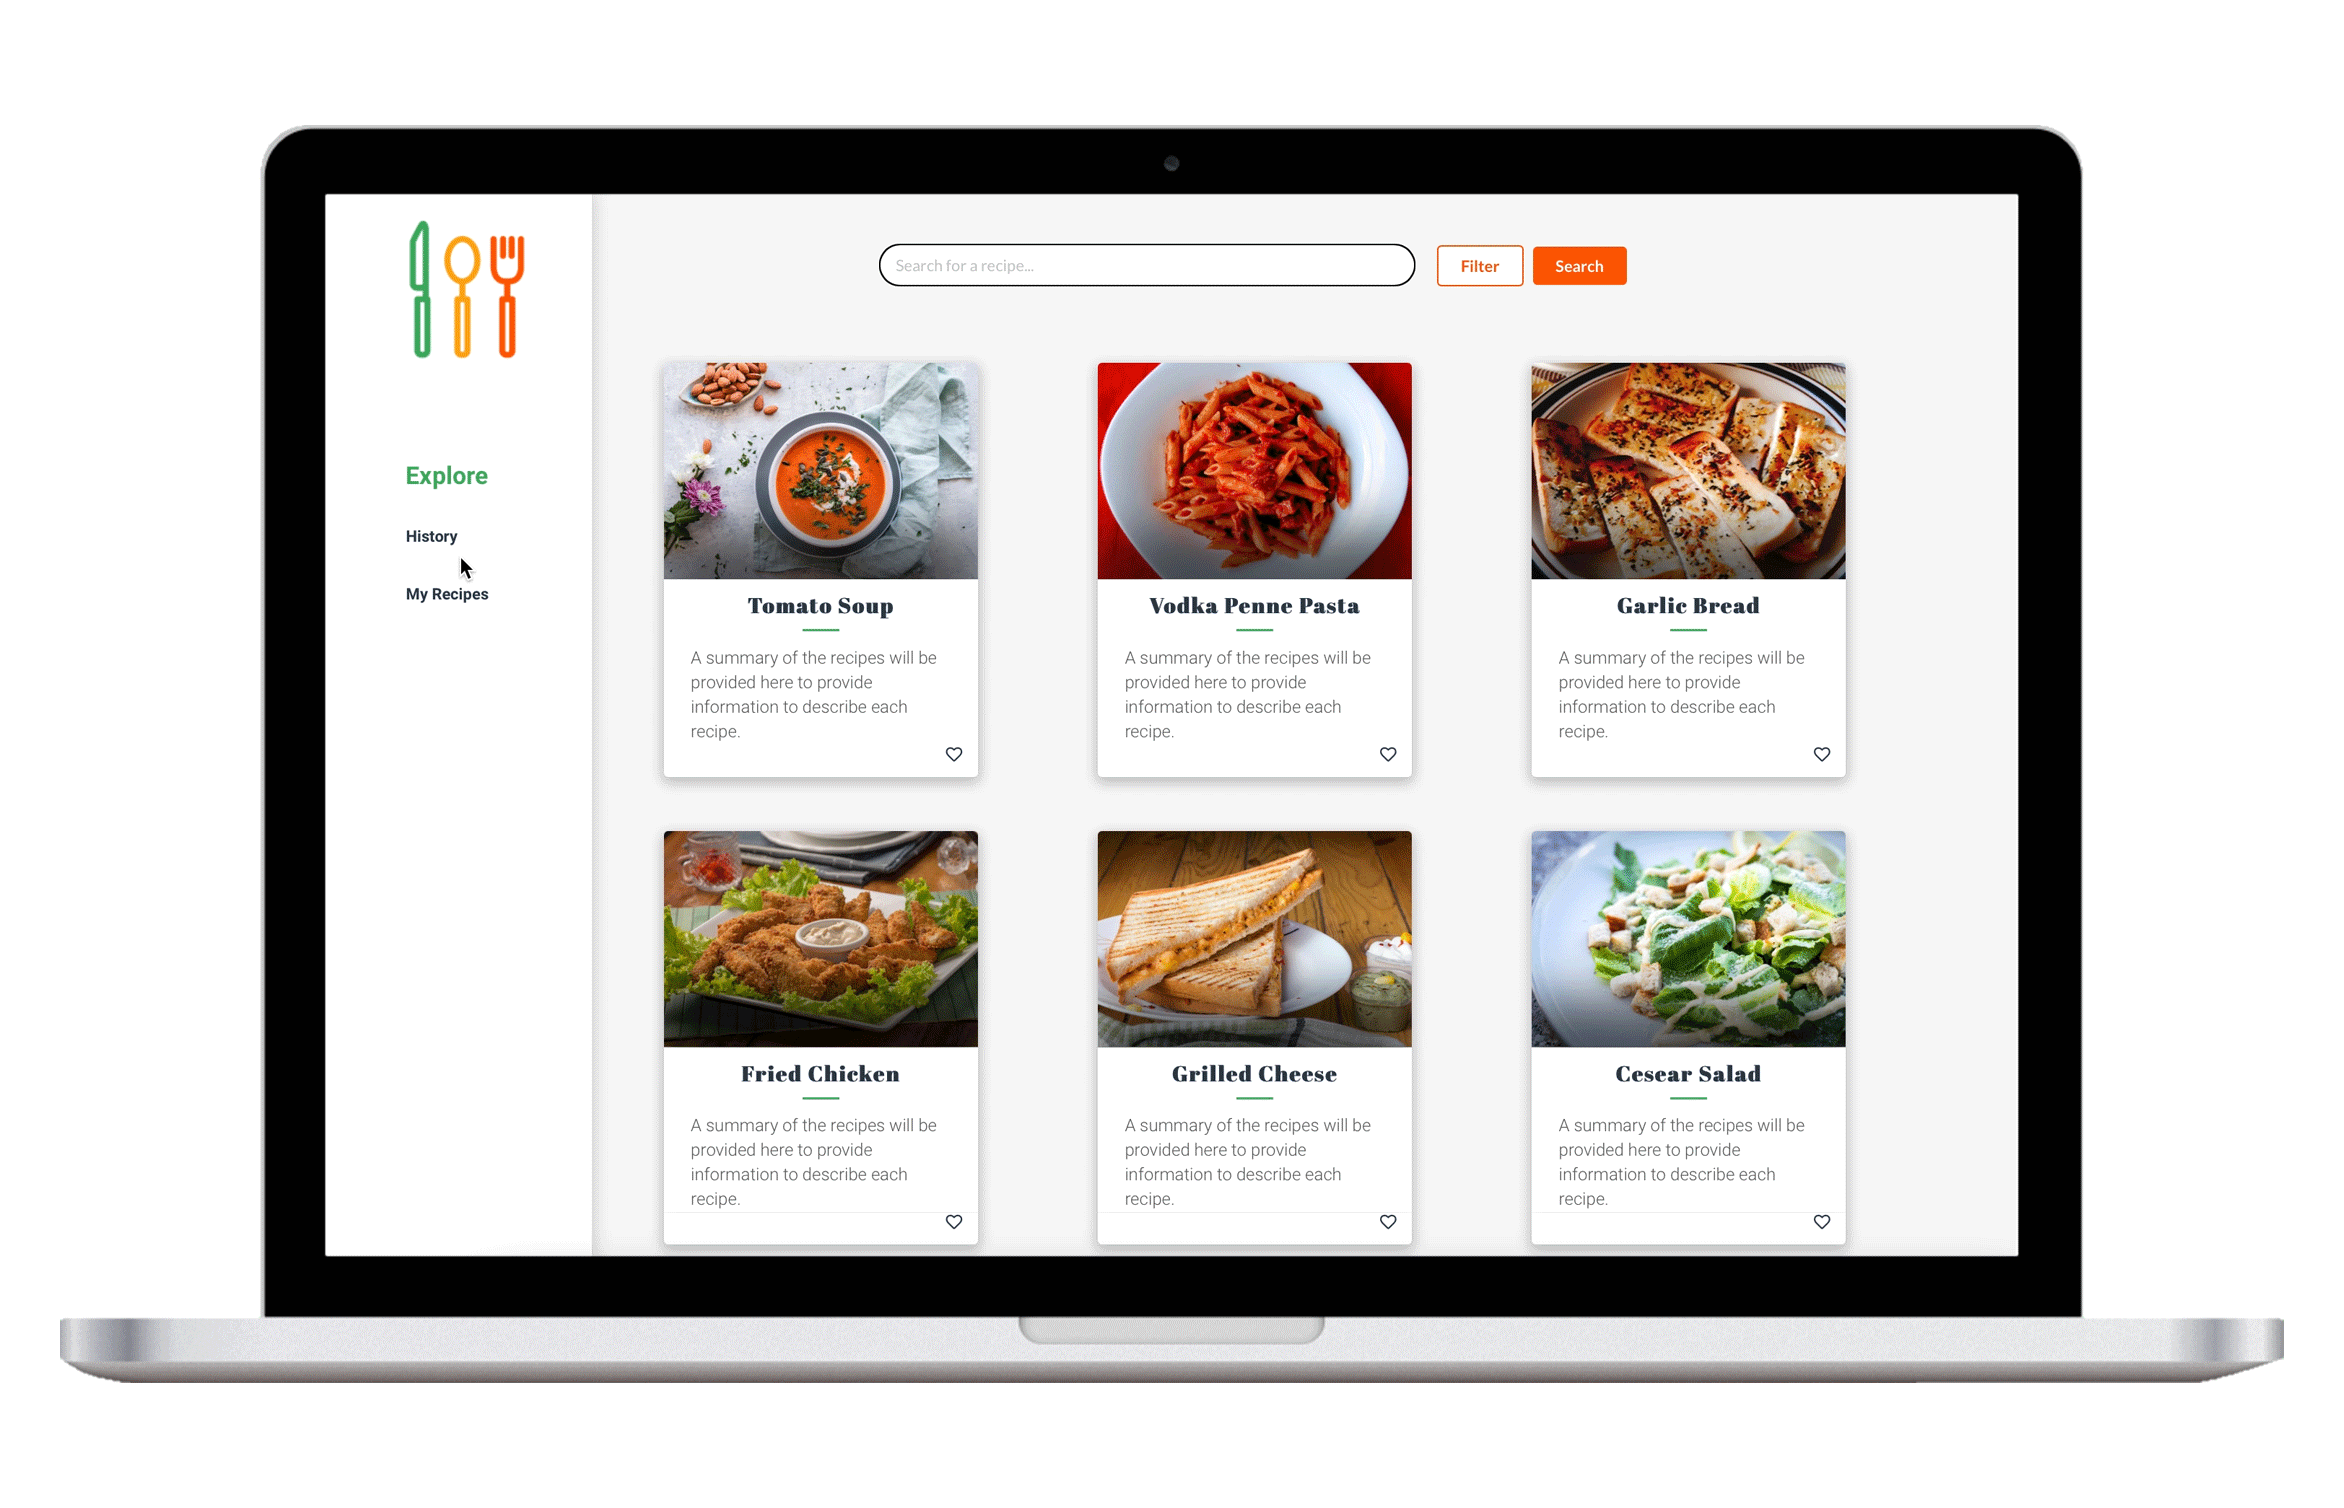 Search for a recipe...
Filter
Search
Explore
History
My Recipes
Tomato Soup
A summary of the recipes will be
provided here to provide
information to describe each
recipe.
Vodka Penne Pasta
A summary of the recipes will be
provided here to provide
information to describe each
recipe.
Garlic Bread
A summary of the recipes will be
provided here to provide
information to describe each
recipe.
Fried Chicken
A summary of the recipes will be
provided here to provide
information to describe each
recipe.
Grilled Cheese
A summary of the recipes will be
provided here to provide
information to describe each
recipe.
Cesear Salad
A summary of the recipes will be
provided here to provide
information to describe each
recipe.